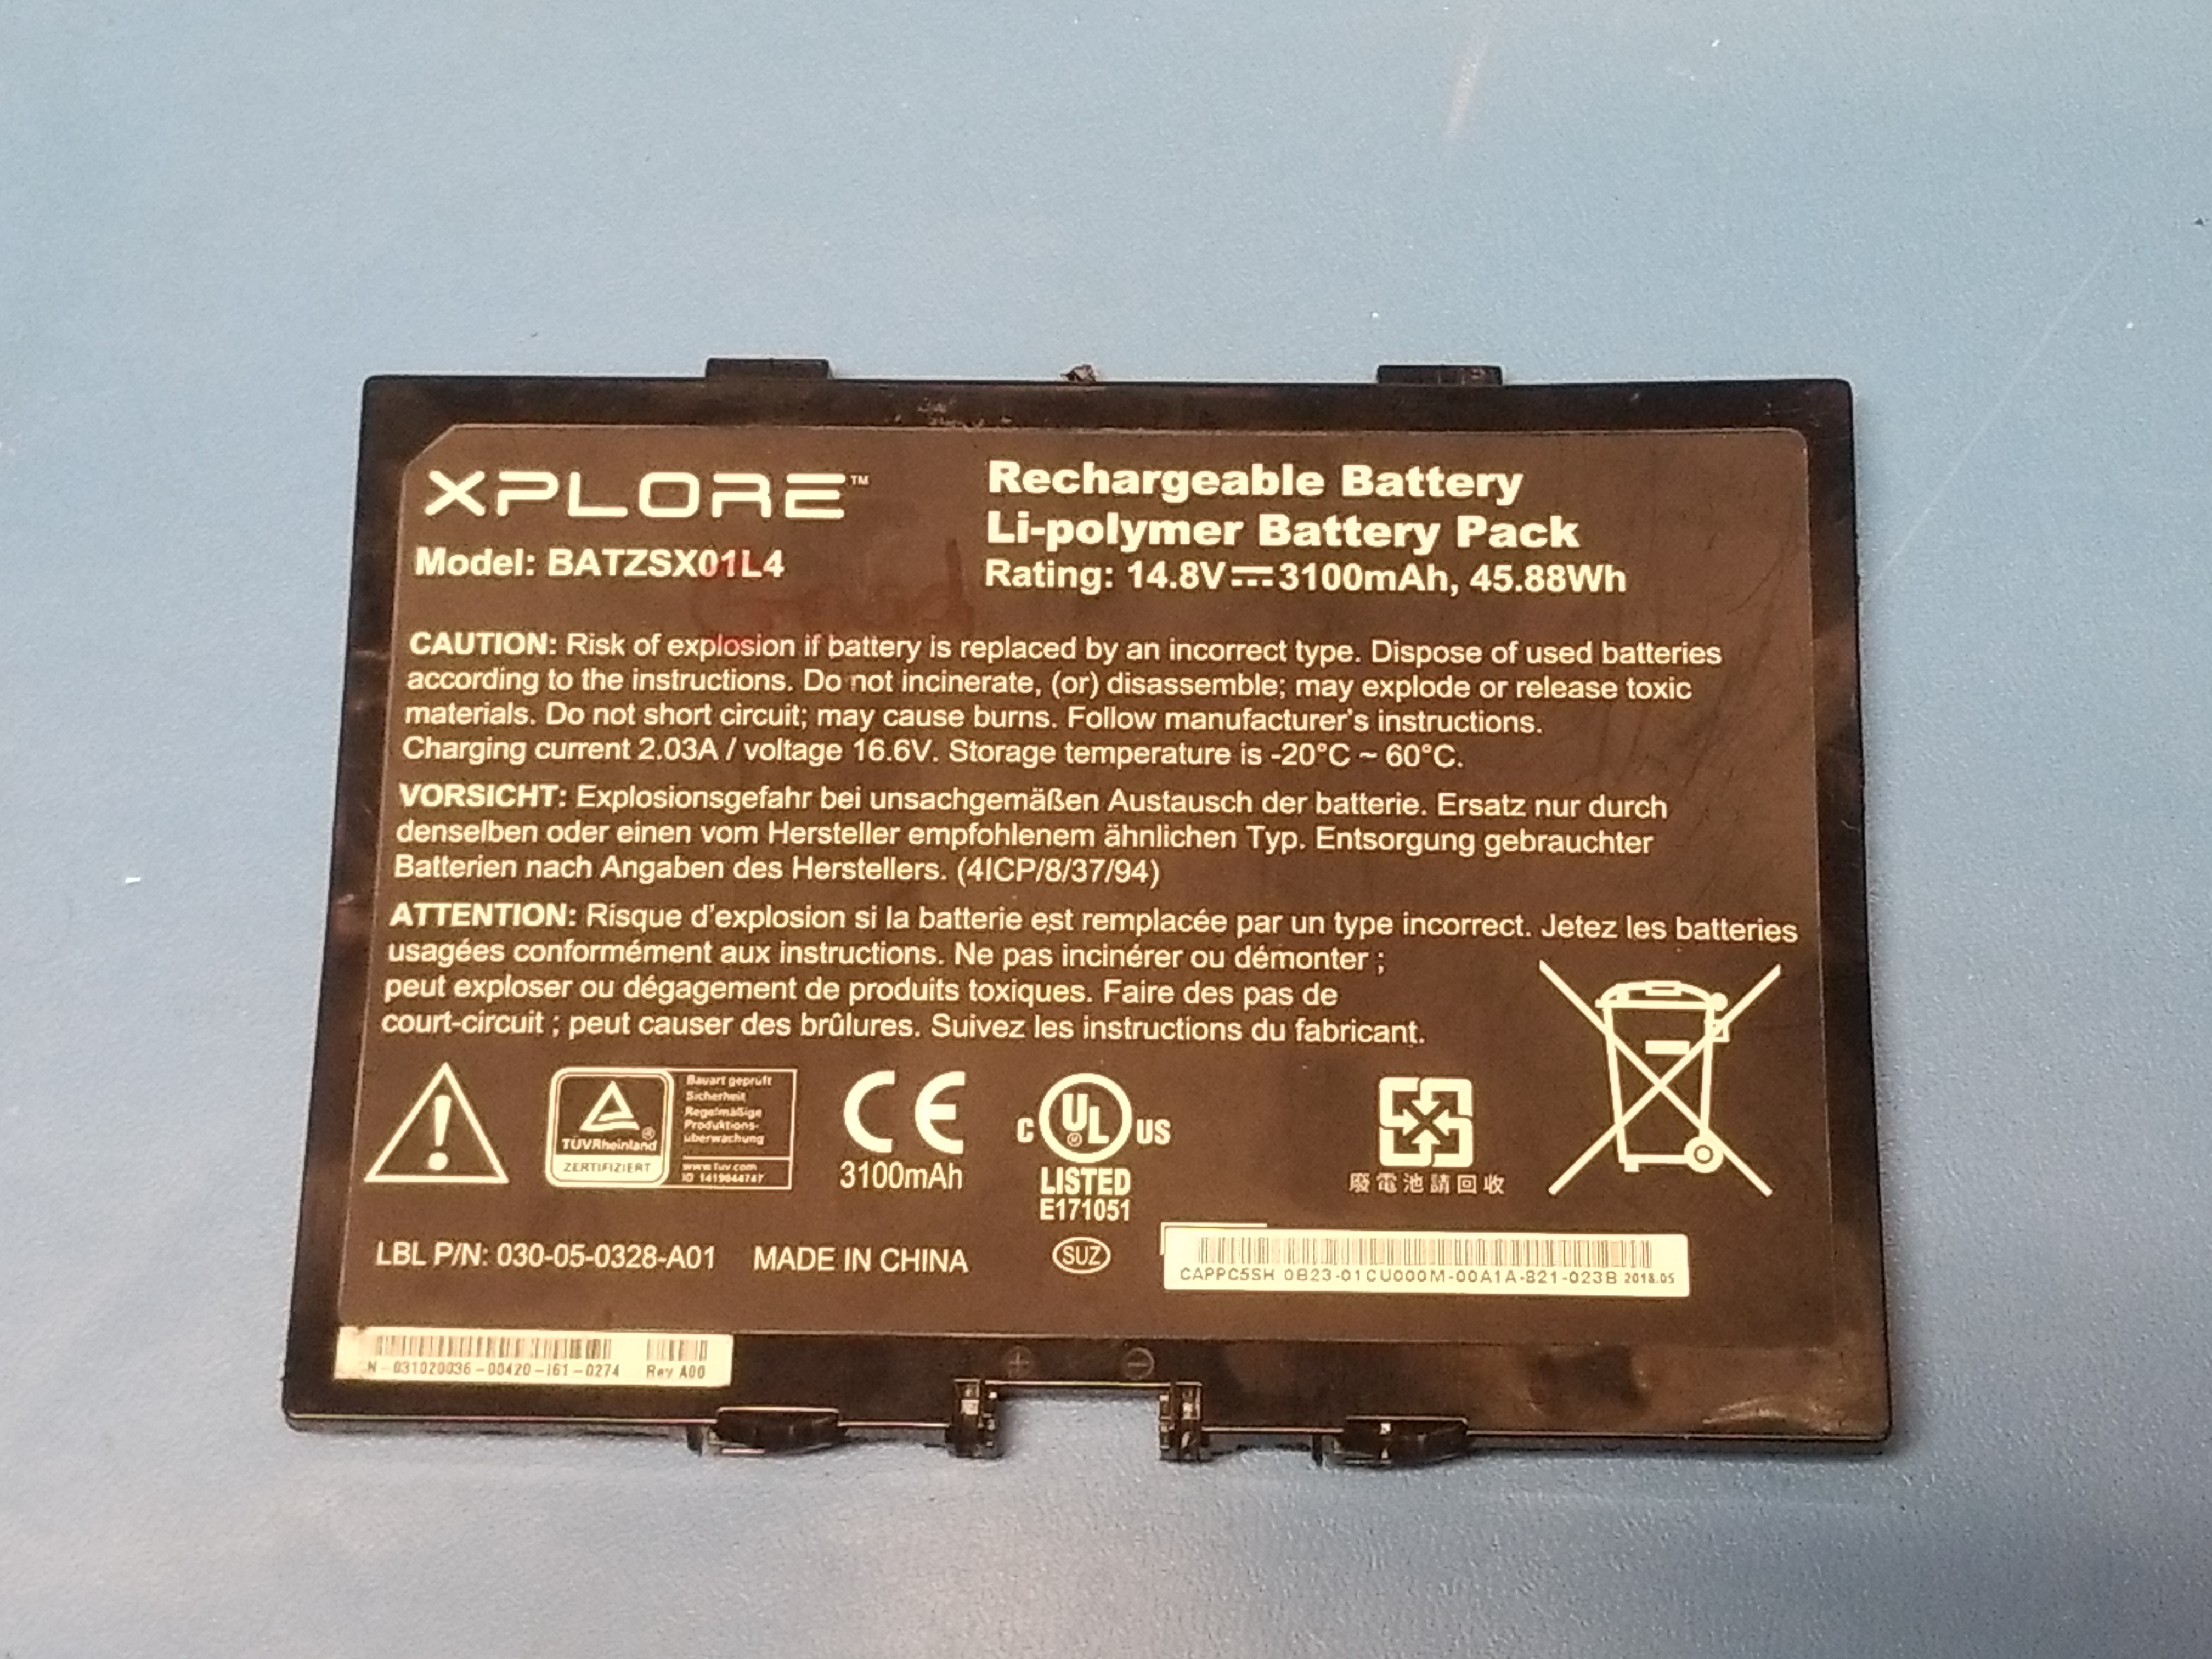 XPLORE™
Model: BATZSX01L4
Rechargeable Battery
Li-polymer Battery Pack
Rating: 14.8V⎓3100mAh, 45.88Wh
CAUTION: Risk of explosion if battery is replaced by an incorrect type. Dispose of used batteries
according to the instructions. Do not incinerate, (or) disassemble; may explode or release toxic
materials. Do not short circuit; may cause burns. Follow manufacturer's instructions.
Charging current 2.03A / voltage 16.6V. Storage temperature is -20°C ~ 60°C.
VORSICHT: Explosionsgefahr bei unsachgemäßen Austausch der batterie. Ersatz nur durch
denselben oder einen vom Hersteller empfohlenem ähnlichen Typ. Entsorgung gebrauchter
Batterien nach Angaben des Herstellers. (4ICP/8/37/94)
ATTENTION: Risque d'explosion si la batterie est remplacée par un type incorrect. Jetez les batteries
usagées conformément aux instructions. Ne pas incinérer ou démonter ;
peut exploser ou dégagement de produits toxiques. Faire des pas de
court-circuit ; peut causer des brûlures. Suivez les instructions du fabricant.
TÜVRheinland®
ZERTIFIZIERT
Bauart geprüft
Sicherheit
Regelmäßige
Produktions-
überwachung
www.tuv.com
ID 1419044747
CE
3100mAh
C UL US
LISTED
E171051
廢電池請回收
LBL P/N: 030-05-0328-A01 MADE IN CHINA
SUZ
CAPPC5SH 0B23-01CU000M-00A1A-821-023B 2018.05
N-031020036-00420-I61-0274 Rev A00
+ −